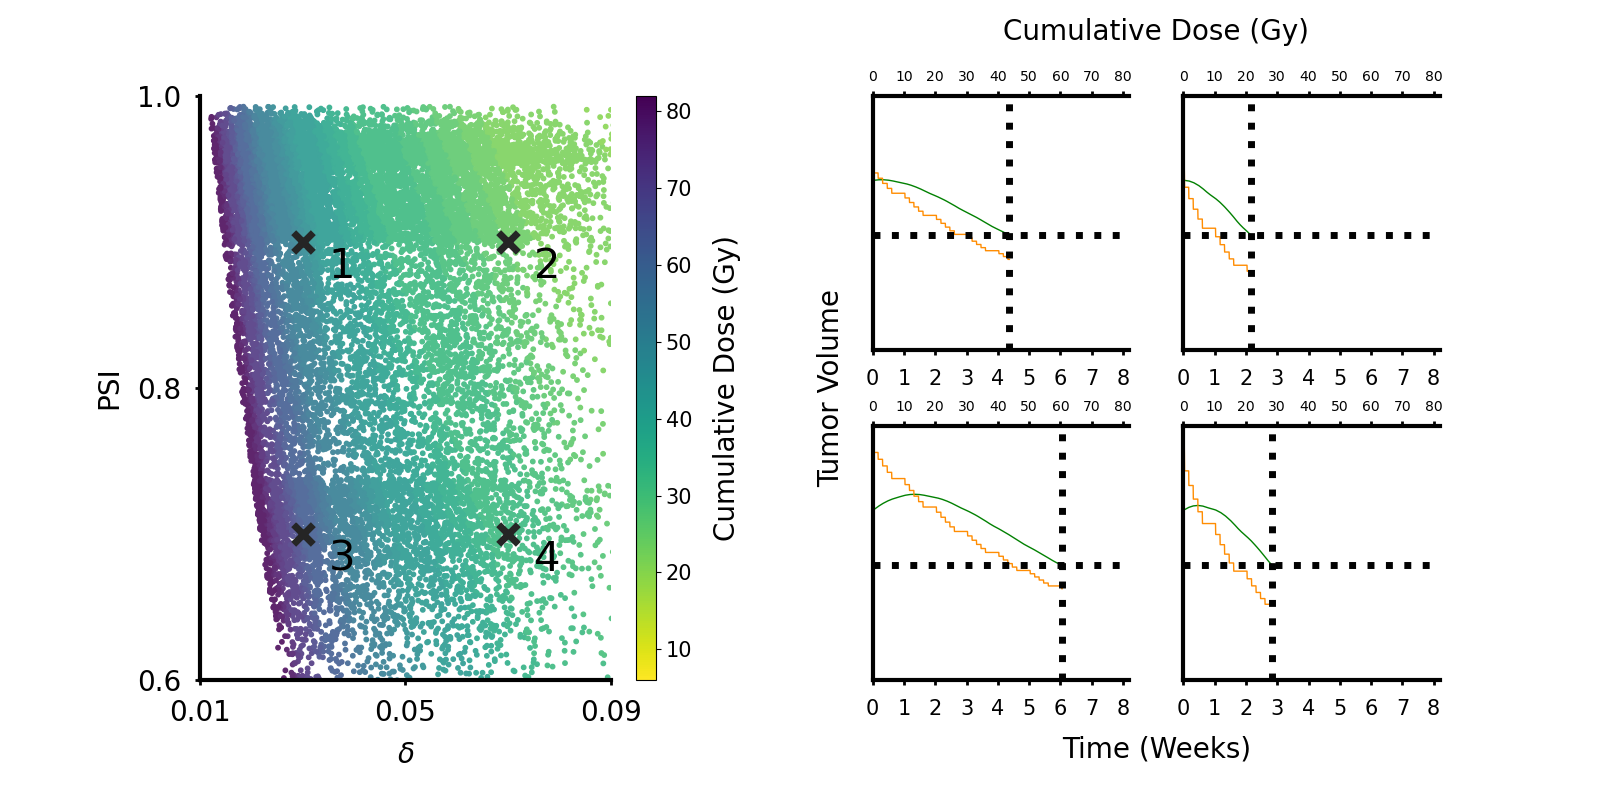 1.0
0.8
0.6
PSI
0.01 0.05 0.09
δ
1
2
3
4
80
70
60
50
40
30
20
10
Cumulative Dose (Gy)
Cumulative Dose (Gy)
0 10 20 30 40 50 60 70 80
0 10 20 30 40 50 60 70 80
0 1 2 3 4 5 6 7 8
0 1 2 3 4 5 6 7 8
Tumor Volume
0 10 20 30 40 50 60 70 80
0 10 20 30 40 50 60 70 80
0 1 2 3 4 5 6 7 8
0 1 2 3 4 5 6 7 8
Time (Weeks)